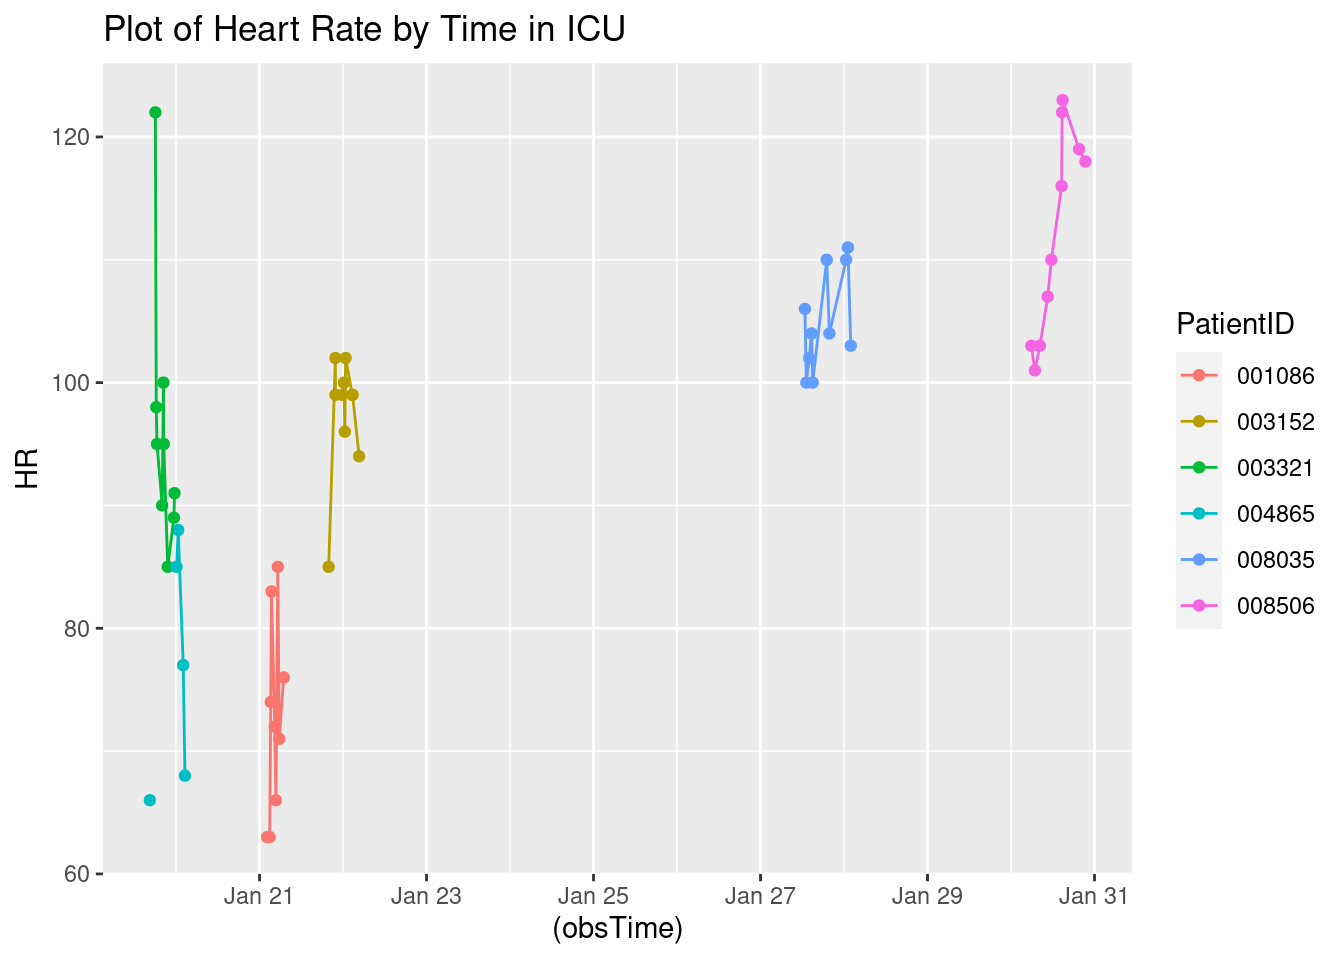 Plot of Heart Rate by Time in ICU
120
100
80
60
HR
Jan 21
Jan 23
Jan 25
Jan 27
Jan 29
Jan 31
(obsTime)
PatientID
001086
003152
003321
004865
008035
008506